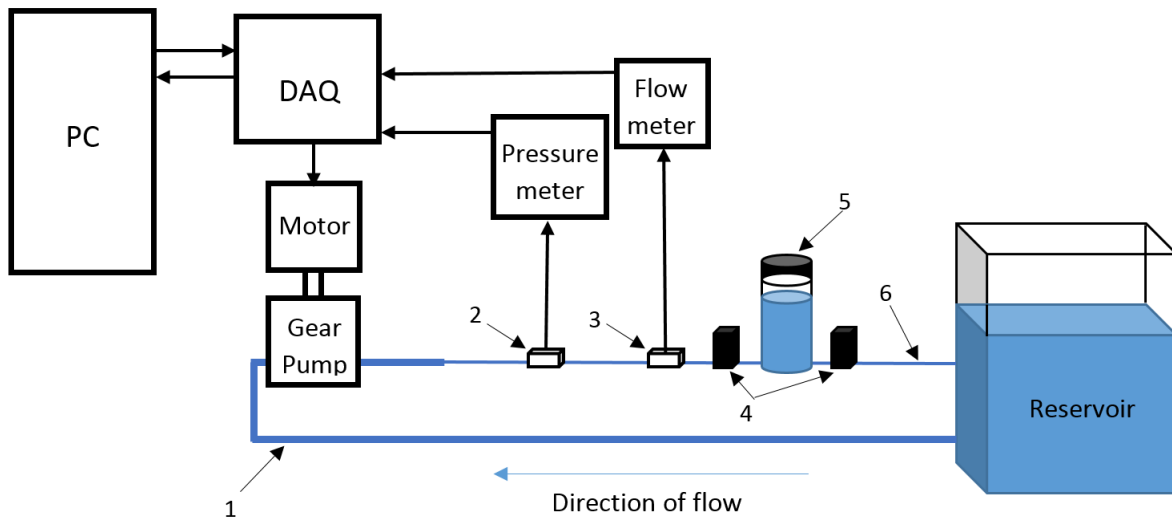 PC
DAQ
Flow
meter
Pressure
meter
Motor
Gear
Pump
2
3
4
5
6
Reservoir
1
Direction of flow